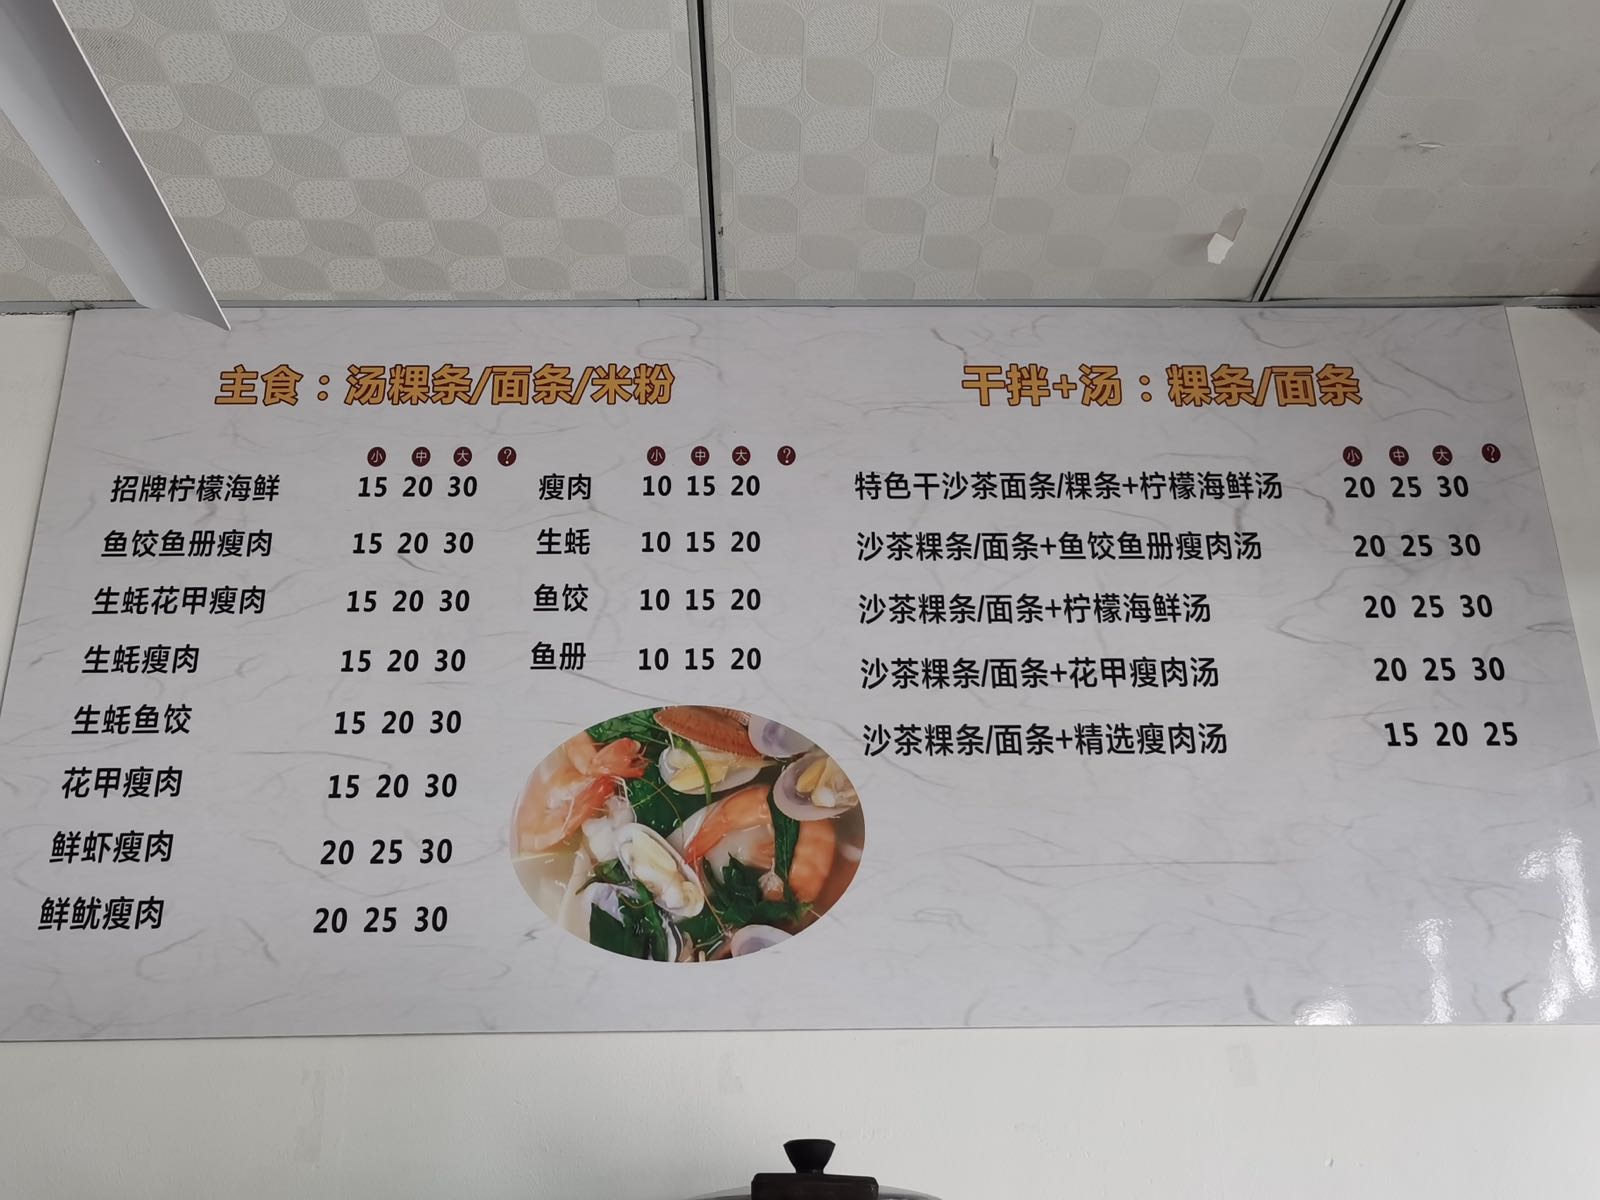 主食：汤粿条/面条/米粉
小 中 大 ?
招牌柠檬海鲜 15 20 30
鱼饺鱼册瘦肉 15 20 30
生蚝花甲瘦肉 15 20 30
生蚝瘦肉 15 20 30
生蚝鱼饺 15 20 30
花甲瘦肉 15 20 30
鲜虾瘦肉 20 25 30
鲜鱿瘦肉 20 25 30
小 中 大 ?
瘦肉 10 15 20
生蚝 10 15 20
鱼饺 10 15 20
鱼册 10 15 20
干拌+汤：粿条/面条
小 中 大 ?
特色干沙茶面条/粿条+柠檬海鲜汤 20 25 30
沙茶粿条/面条+鱼饺鱼册瘦肉汤 20 25 30
沙茶粿条/面条+柠檬海鲜汤 20 25 30
沙茶粿条/面条+花甲瘦肉汤 20 25 30
沙茶粿条/面条+精选瘦肉汤 15 20 25